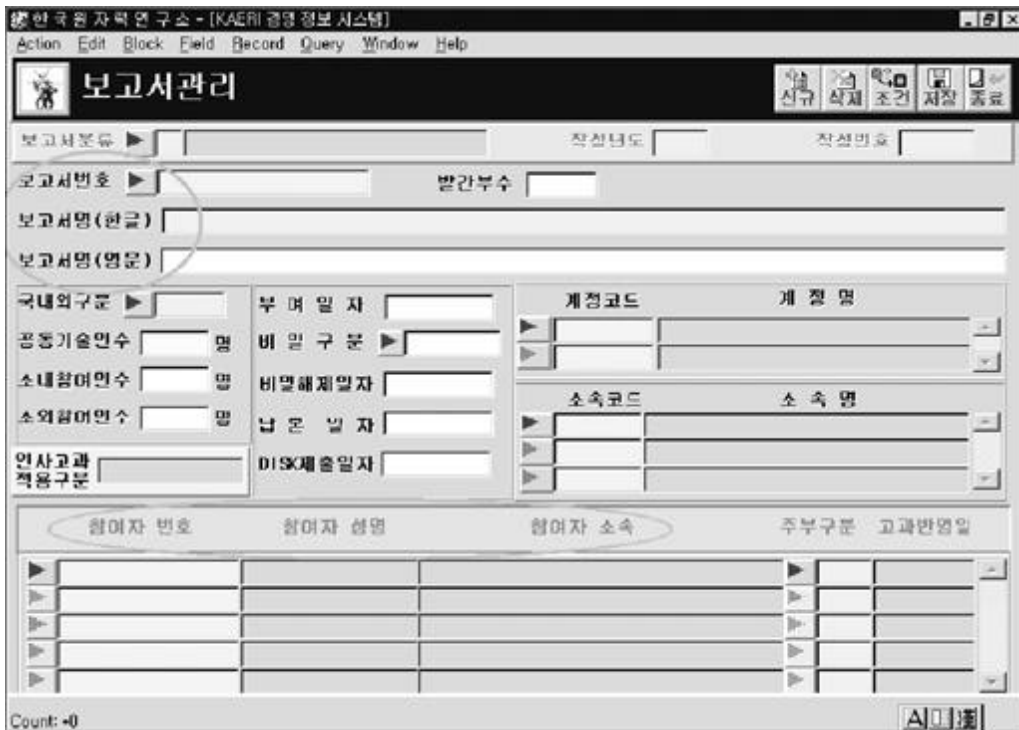 한국원자력연구소 - [KAERI 경영 정보 시스템]
Action Edit Block Field Record Query Window Help
보고서관리
신규 삭제 조건 저장 종료
보고서분류 작성년도 작성번호
보고서번호 발간부수
보고서명(한글)
보고서명(영문)
국내외구분 부 여 일 자 계정코드 계 정 명
공동기술인수 명 비 밀 구 분
소내참여인수 명 비밀해제일자
소외참여인수 명 납 본 일 자 소속코드 소 속 명
인사고과
적용구분 DISK제출일자
참여자 번호 참여자 성명 참여자 소속 주부구분 고과반영일
Count: *0
A 漢